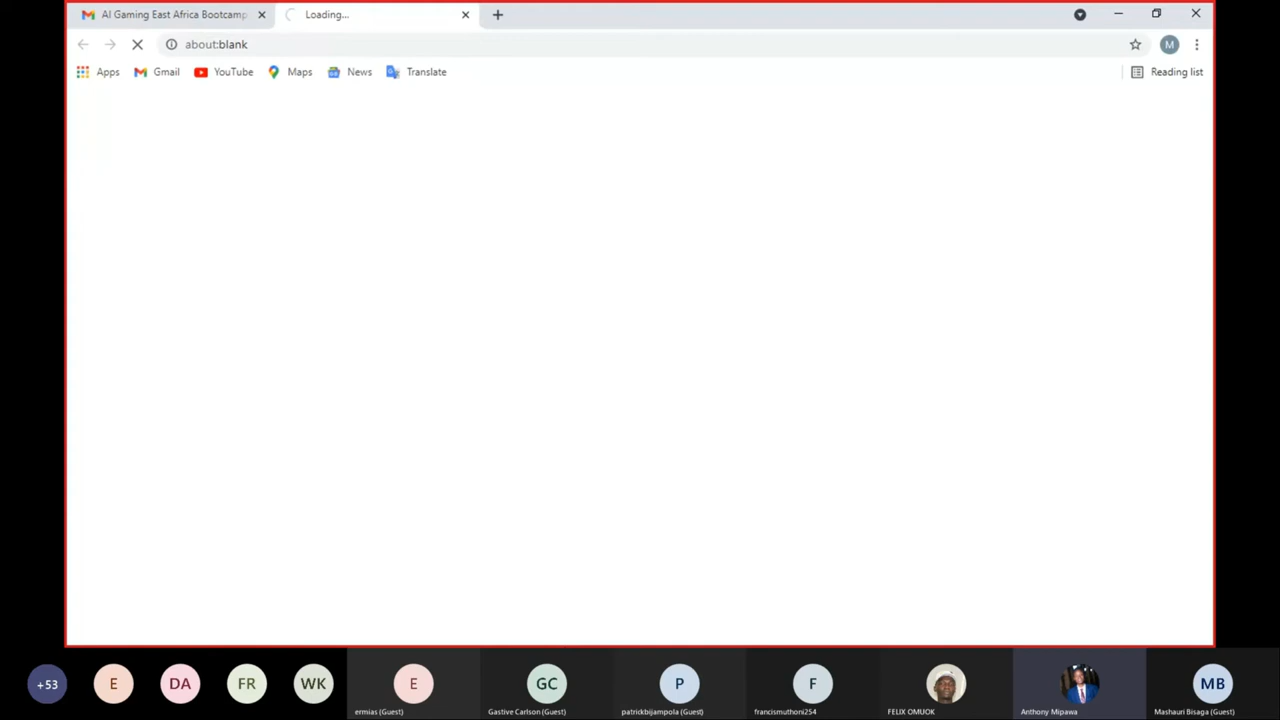 AI Gaming East Africa Bootcamp
Loading...
about:blank
M
Apps
Gmail
YouTube
Maps
News
Translate
Reading list
+53
E
DA
FR
WK
E
GC
P
F
MB
ermias (Guest)
Gastive Carlson (Guest)
patrickbijampola (Guest)
francismuthoni254
FELIX OMUOK
Anthony Mipawa
Mashauri Bisaga (Guest)